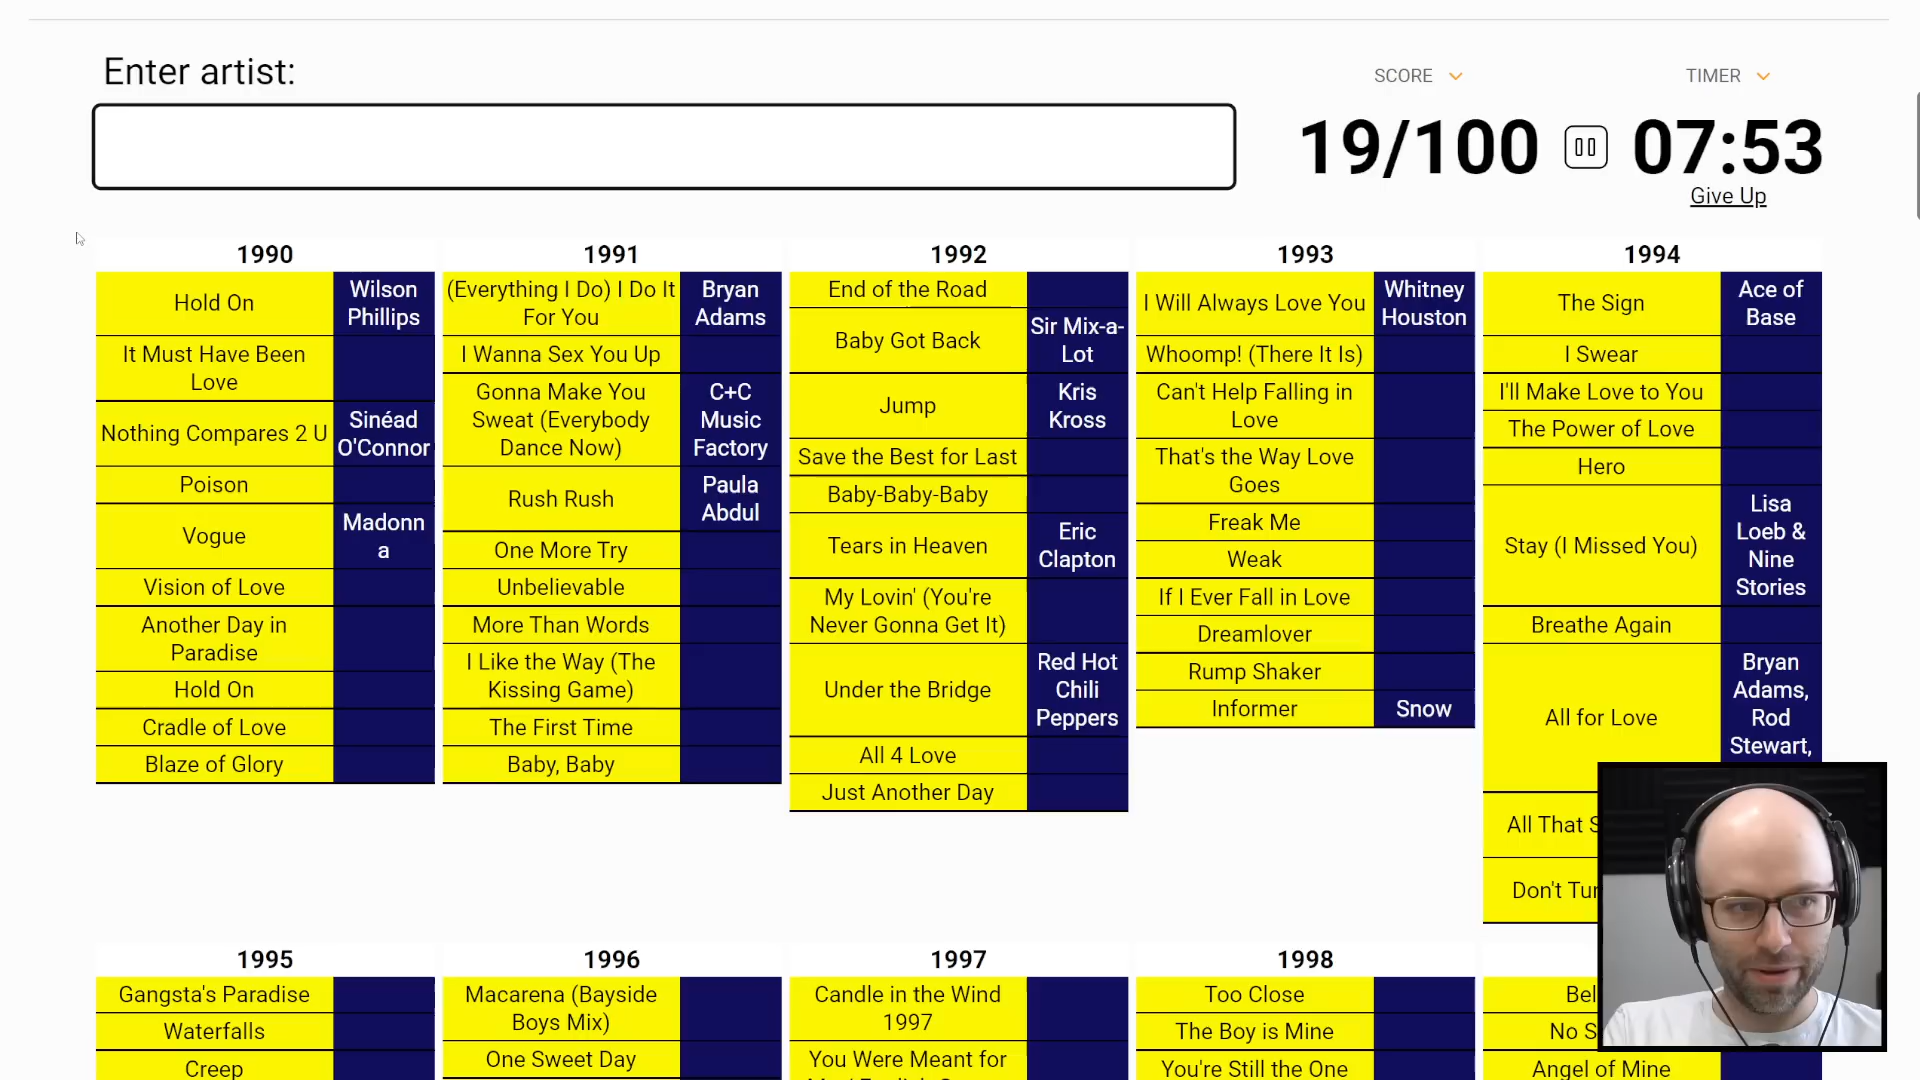 Enter artist:
SCORE
TIMER
19/100
07:53
Give Up
1990
Hold On
Wilson
Phillips
It Must Have Been
Love
Nothing Compares 2 U
Sinéad
O'Connor
Poison
Vogue
Madonn
a
Vision of Love
Another Day in
Paradise
Hold On
Cradle of Love
Blaze of Glory
1991
(Everything I Do) I Do It
For You
Bryan
Adams
I Wanna Sex You Up
Gonna Make You
Sweat (Everybody
Dance Now)
C+C
Music
Factory
Rush Rush
Paula
Abdul
One More Try
Unbelievable
More Than Words
I Like the Way (The
Kissing Game)
The First Time
Baby, Baby
1992
End of the Road
Baby Got Back
Sir Mix-a-
Lot
Jump
Kris
Kross
Save the Best for Last
Baby-Baby-Baby
Tears in Heaven
Eric
Clapton
My Lovin' (You're
Never Gonna Get It)
Under the Bridge
Red Hot
Chili
Peppers
All 4 Love
Just Another Day
1993
I Will Always Love You
Whitney
Houston
Whoomp! (There It Is)
Can't Help Falling in
Love
That's the Way Love
Goes
Freak Me
Weak
If I Ever Fall in Love
Dreamlover
Rump Shaker
Informer
Snow
1994
The Sign
Ace of
Base
I Swear
I'll Make Love to You
The Power of Love
Hero
Stay (I Missed You)
Lisa
Loeb &
Nine
Stories
Breathe Again
All for Love
Bryan
Adams,
Rod
Stewart,
All That
Don't
1995
Gangsta's Paradise
Waterfalls
Creep
1996
Macarena (Bayside
Boys Mix)
One Sweet Day
1997
Candle in the Wind
1997
You Were Meant for
1998
Too Close
The Boy is Mine
You're Still the One
Angel of Mine